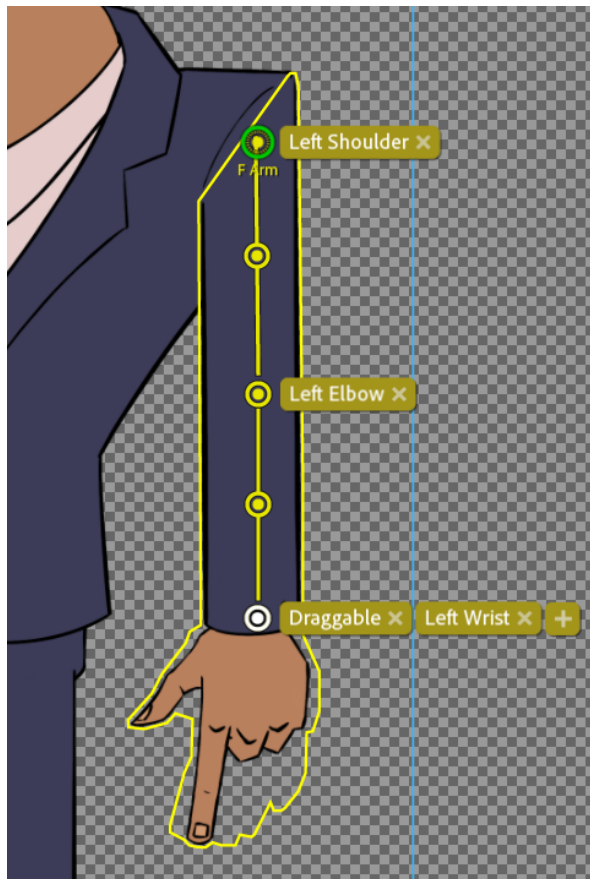 Left Shoulder ×
F Arm
Left Elbow ×
Draggable × Left Wrist × +